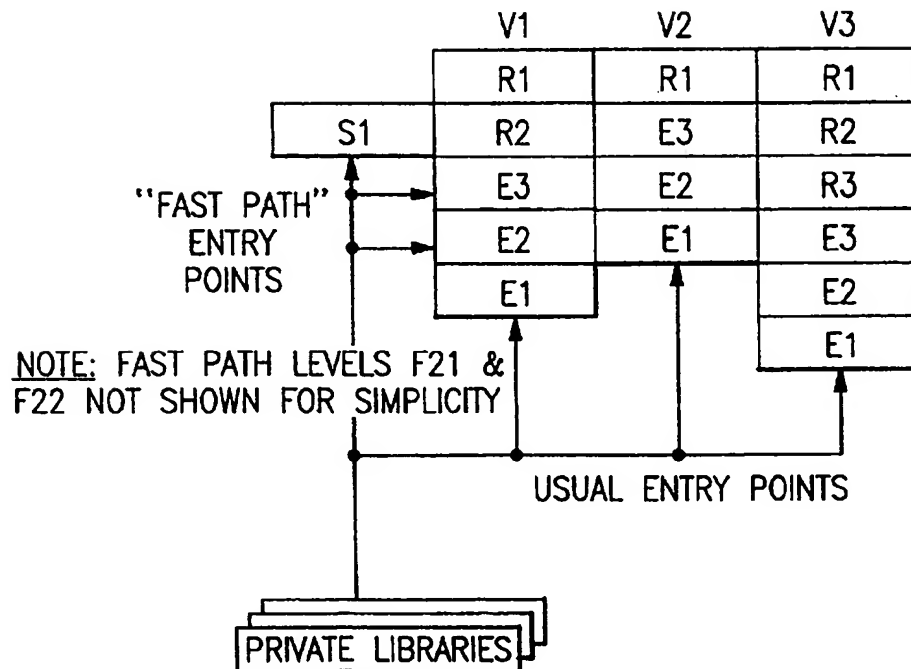 V1 V2 V3
R1 R1 R1
S1 R2 E3 R2
E3 E2 R3
E2 E1 E3
E1 E2
E1
"FAST PATH"
ENTRY
POINTS
NOTE: FAST PATH LEVELS F21 &
F22 NOT SHOWN FOR SIMPLICITY
USUAL ENTRY POINTS
PRIVATE LIBRARIES